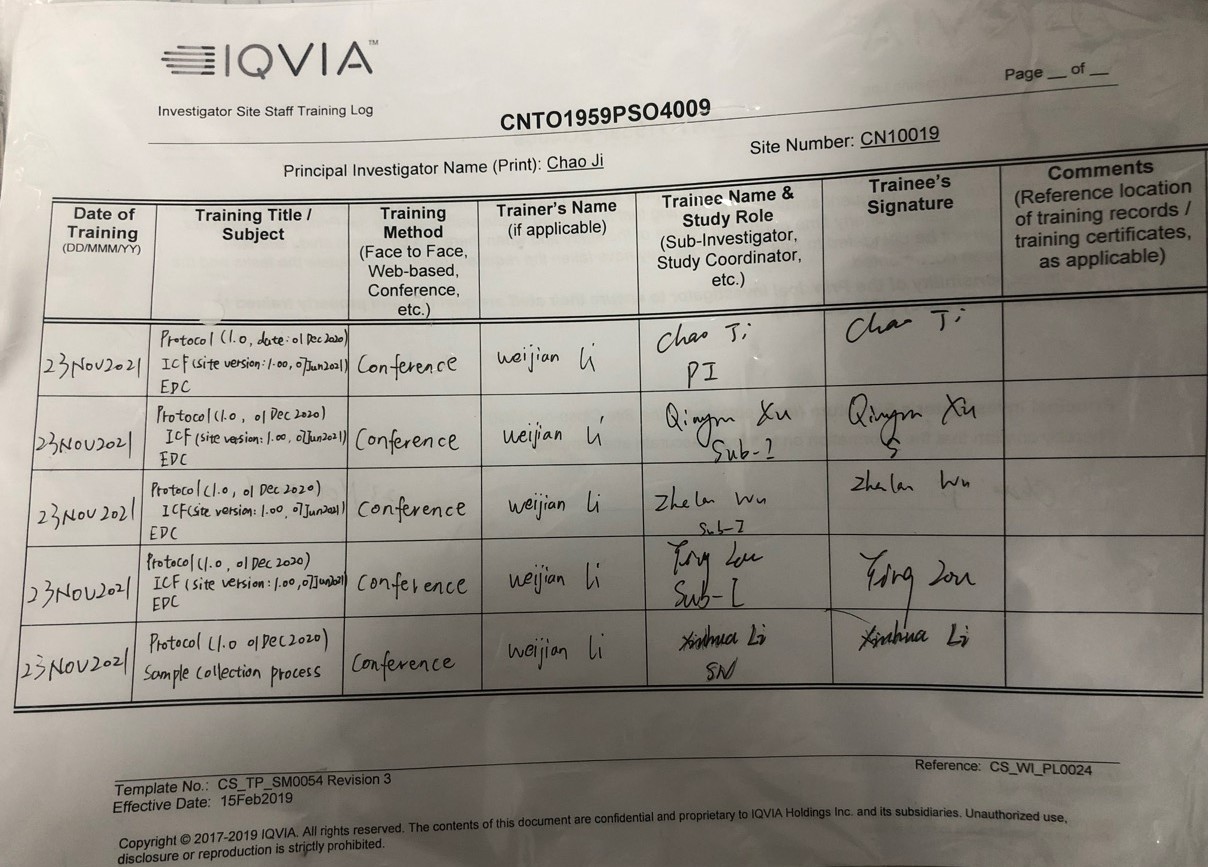 IQVIA™
Page __ of __
Investigator Site Staff Training Log
CNTO1959PSO4009
Principal Investigator Name (Print): Chao Ji
Site Number: CN10019
Date of Training (DD/MMM/YY)
Training Title / Subject
Training Method (Face to Face, Web-based, Conference, etc.)
Trainer's Name (if applicable)
Trainee Name & Study Role (Sub-Investigator, Study Coordinator, etc.)
Trainee's Signature
Comments (Reference location of training records / training certificates, as applicable)
23Nov2021
Protocol (1.0, date: 01 Dec 2020)
ICF (site version: 1.00, 07Jun2021)
EDC
Conference
weijian li
Chao Ji
PI
Chao Ji
23Nov2021
Protocol (1.0, 01 Dec 2020)
ICF (site version: 1.00, 07Jun2021)
EDC
Conference
weijian li
Xu
Sub-I
Xu
23Nov2021
Protocol (1.0, 01 Dec 2020)
ICF (site version: 1.00, 07Jun2021)
EDC
Conference
weijian li
Zhelan Wu
Sub-I
Zhelan Wu
23Nov2021
Protocol (1.0, 01 Dec 2020)
ICF (site version: 1.00, 07Jun2021)
EDC
Conference
weijian li
Ying Lou
Sub-I
Ying Lou
23Nov2021
Protocol (1.0 01Dec2020)
Sample collection process
Conference
weijian li
Xinhua Li
SN
Xinhua Li
Template No.: CS_TP_SM0054 Revision 3
Effective Date: 15Feb2019
Reference: CS_WI_PL0024
Copyright © 2017-2019 IQVIA. All rights reserved. The contents of this document are confidential and proprietary to IQVIA Holdings Inc. and its subsidiaries. Unauthorized use,
disclosure or reproduction is strictly prohibited.